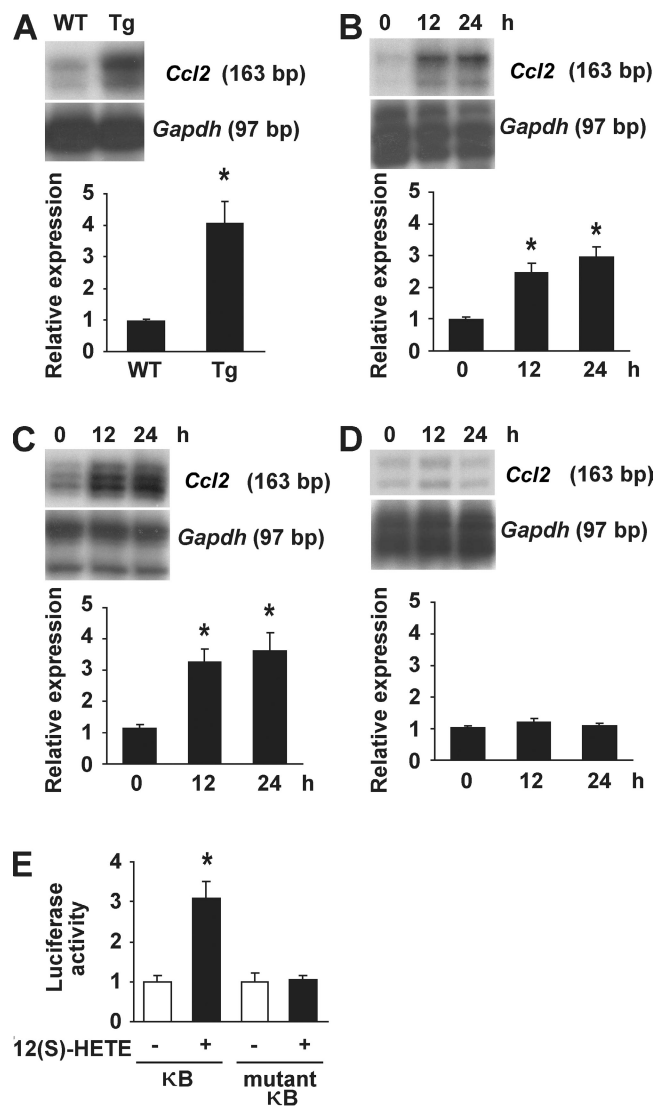 A WT Tg
Ccl2 (163 bp)
Gapdh (97 bp)
Relative expression
5
4
3
2
1
0
*
WT Tg
B 0 12 24 h
Ccl2 (163 bp)
Gapdh (97 bp)
Relative expression
5
4
3
2
1
0
* *
0 12 24 h
C 0 12 24 h
Ccl2 (163 bp)
Gapdh (97 bp)
Relative expression
5
4
3
2
1
0
* *
0 12 24 h
D 0 12 24 h
Ccl2 (163 bp)
Gapdh (97 bp)
Relative expression
5
4
3
2
1
0
0 12 24 h
E
Luciferase
activity
4
3
2
1
0
*
12(S)-HETE - + - +
κB mutant
κB